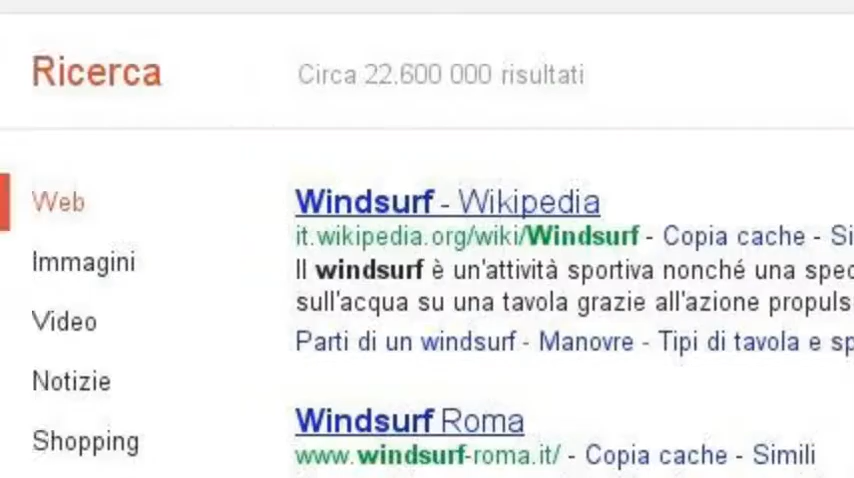 Ricerca
Circa 22.600 000 risultati
Web
Immagini
Video
Notizie
Shopping
Windsurf - Wikipedia
it.wikipedia.org/wiki/Windsurf - Copia cache - Si
Il windsurf è un'attività sportiva nonché una spec
sull'acqua su una tavola grazie all'azione propuls
Parti di un windsurf - Manovre - Tipi di tavola e sp
Windsurf Roma
www.windsurf-roma.it/ - Copia cache - Simili